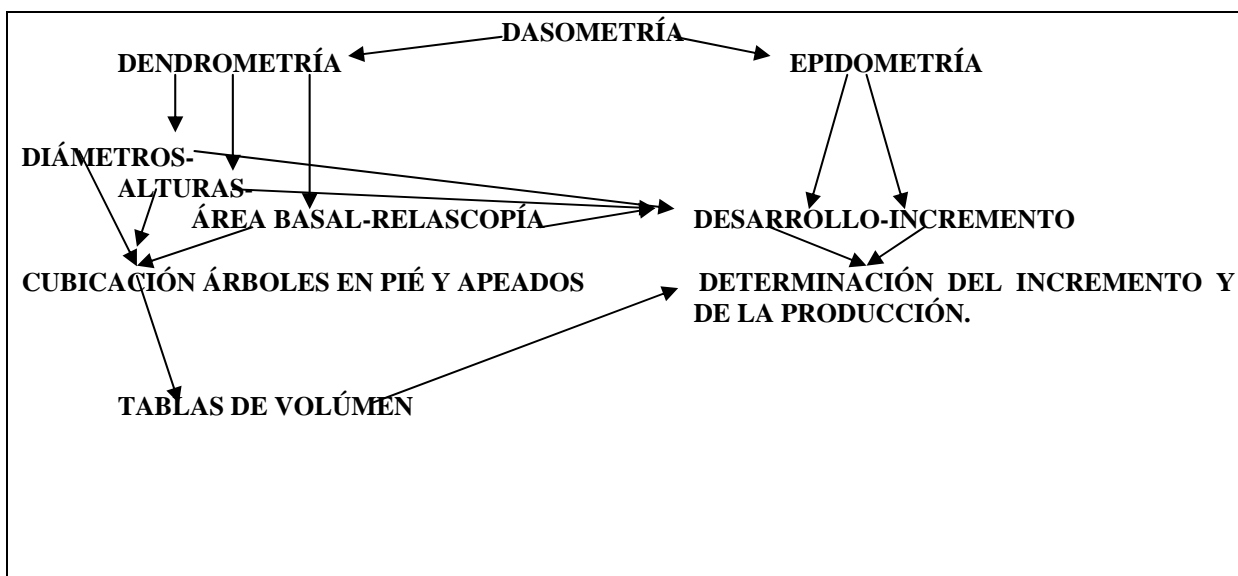 DASOMETRÍA
DENDROMETRÍA
EPIDOMETRÍA
DIÁMETROS-
ALTURAS-
ÁREA BASAL-RELASCOPÍA
DESARROLLO-INCREMENTO
CUBICACIÓN ÁRBOLES EN PIÉ Y APEADOS
DETERMINACIÓN DEL INCREMENTO Y
DE LA PRODUCCIÓN.
TABLAS DE VOLÚMEN